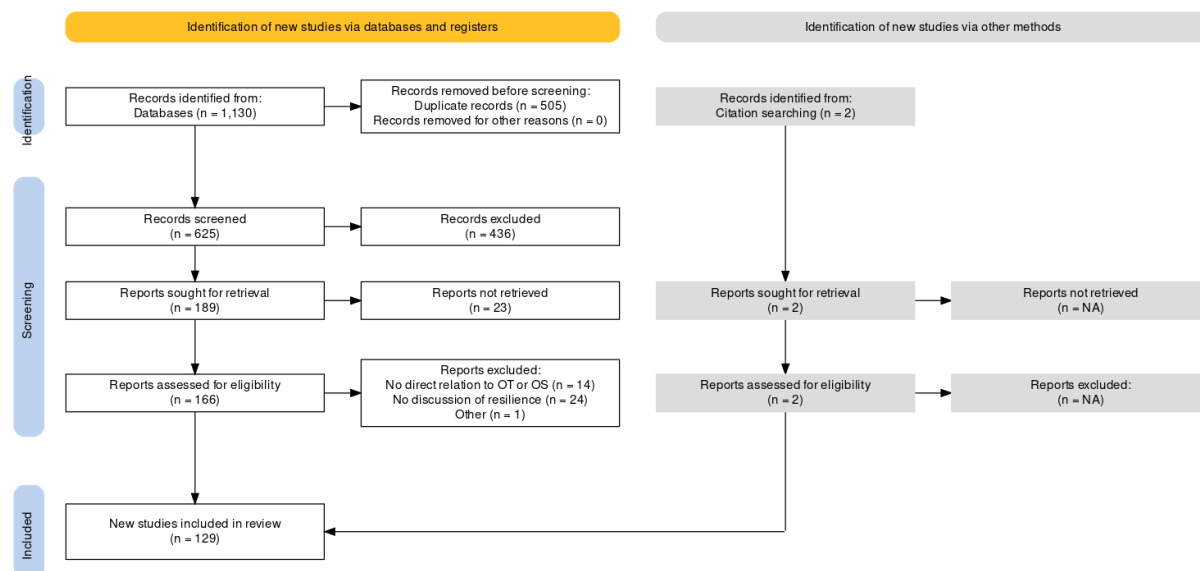 Identification of new studies via databases and registers
Identification of new studies via other methods
Identification
Records identified from:
Databases (n = 1,130)
Records removed before screening:
Duplicate records (n = 505)
Records removed for other reasons (n = 0)
Records identified from:
Citation searching (n = 2)
Screening
Records screened
(n = 625)
Records excluded
(n = 436)
Reports sought for retrieval
(n = 189)
Reports not retrieved
(n = 23)
Reports sought for retrieval
(n = 2)
Reports not retrieved
(n = NA)
Reports assessed for eligibility
(n = 166)
Reports excluded:
No direct relation to OT or OS (n = 14)
No discussion of resilience (n = 24)
Other (n = 1)
Reports assessed for eligibility
(n = 2)
Reports excluded:
(n = NA)
Included
New studies included in review
(n = 129)